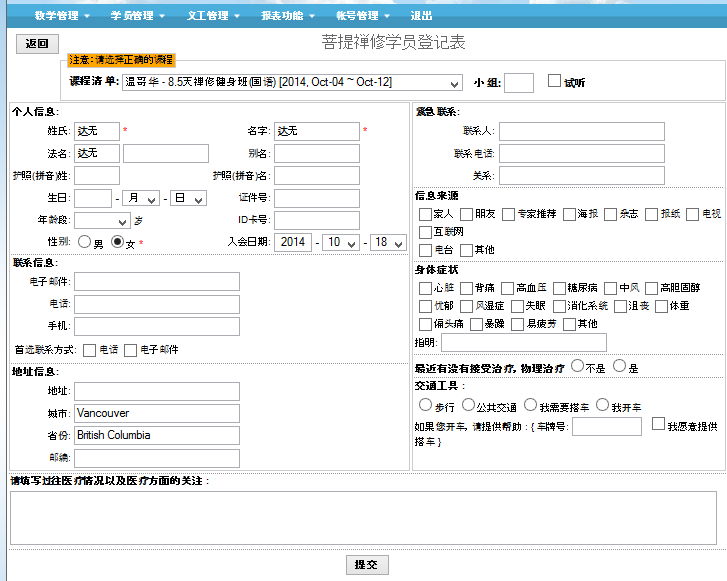 教学管理 学员管理 义工管理 报表功能 账号管理 退出
返回 菩提禅修学员登记表
注意: 请选择正确的课程
课程清单: 温哥华 - 8.5天禅修健身班(国语) [2014, Oct-04 ~ Oct-12] 小组: 试听
个人信息:
姓氏: 达无 * 名字: 达无 *
法名: 达无 别名:
护照(拼音)姓: 护照(拼音)名:
生日: - 月 - 日 证件号:
年龄段: 岁 ID卡号:
性别: 男 女 * 入会日期: 2014 - 10 - 18
联系信息:
电子邮件:
电话:
手机:
首选联系方式: 电话 电子邮件
地址信息:
地址:
城市: Vancouver
省份: British Columbia
邮编:
紧急联系:
联系人:
联系电话:
关系:
信息来源
家人 朋友 专家推荐 海报 杂志 报纸 电视
互联网
电台 其他
身体症状
心脏 背痛 高血压 糖尿病 中风 高胆固醇
忧郁 风湿症 失眠 消化系统 沮丧 体重
偏头痛 暴躁 易疲劳 其他
指明:
最近有没有接受治疗, 物理治疗 不是 是
交通工具:
步行 公共交通 我需要搭车 我开车
如果您开车, 请提供帮助: { 车牌号: 我愿意提供
搭车 }
请填写过往医疗情况以及医疗方面的关注:
提交